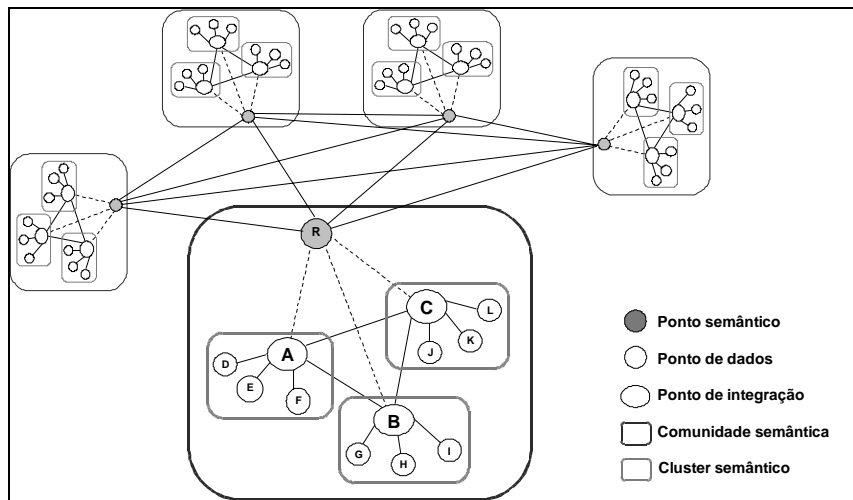 R
C
L
K
J
A
D
E
F
B
G
H
I
Ponto semântico
Ponto de dados
Ponto de integração
Comunidade semântica
Cluster semântico